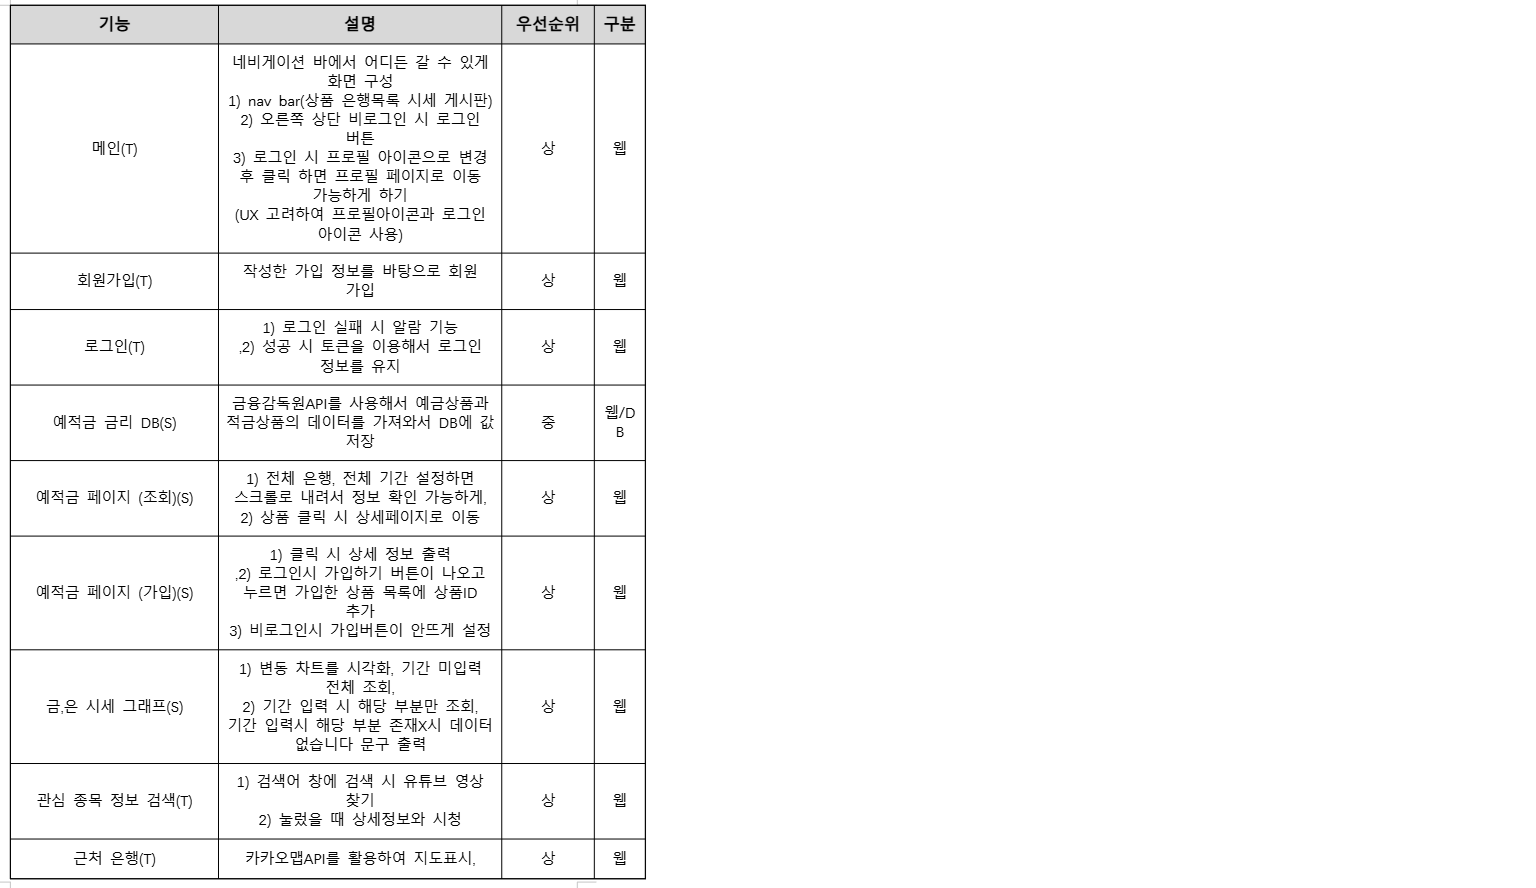 기능 설명 우선순위 구분
메인(T)
네비게이션 바에서 어디든 갈 수 있게
화면 구성
1) nav bar(상품 은행목록 시세 게시판)
2) 오른쪽 상단 비로그인 시 로그인
버튼
3) 로그인 시 프로필 아이콘으로 변경
후 클릭 하면 프로필 페이지로 이동
가능하게 하기
(UX 고려하여 프로필아이콘과 로그인
아이콘 사용)
상
웹
회원가입(T)
작성한 가입 정보를 바탕으로 회원
가입
상
웹
로그인(T)
1) 로그인 실패 시 알람 기능
,2) 성공 시 토큰을 이용해서 로그인
정보를 유지
상
웹
예적금 금리 DB(S)
금융감독원API를 사용해서 예금상품과
적금상품의 데이터를 가져와서 DB에 값
저장
중
웹/D
B
예적금 페이지 (조회)(S)
1) 전체 은행, 전체 기간 설정하면
스크롤로 내려서 정보 확인 가능하게,
2) 상품 클릭 시 상세페이지로 이동
상
웹
예적금 페이지 (가입)(S)
1) 클릭 시 상세 정보 출력
,2) 로그인시 가입하기 버튼이 나오고
누르면 가입한 상품 목록에 상품ID
추가
3) 비로그인시 가입버튼이 안뜨게 설정
상
웹
금,은 시세 그래프(S)
1) 변동 차트를 시각화, 기간 미입력
전체 조회,
2) 기간 입력 시 해당 부분만 조회,
기간 입력시 해당 부분 존재X시 데이터
없습니다 문구 출력
상
웹
관심 종목 정보 검색(T)
1) 검색어 창에 검색 시 유튜브 영상
찾기
2) 눌렀을 때 상세정보와 시청
상
웹
근처 은행(T)
카카오맵API를 활용하여 지도표시,
상
웹